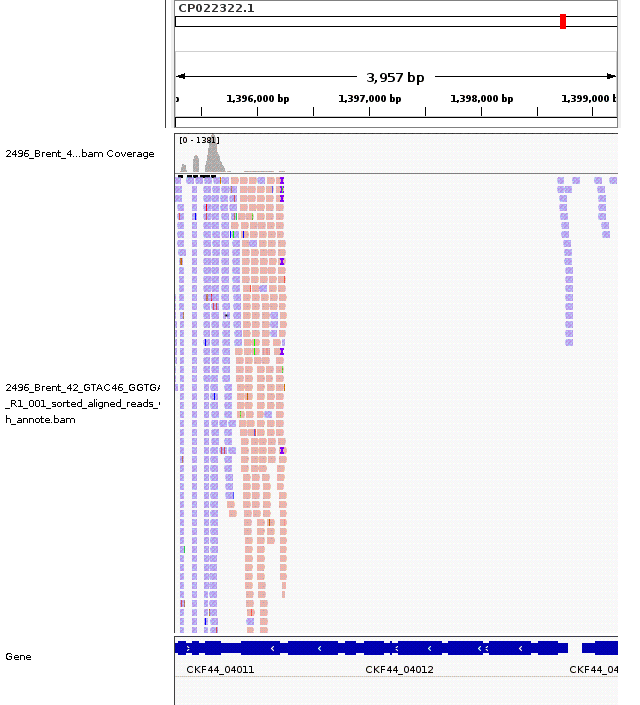 CP022322.1
3,957 bp
1,396,000 bp
1,397,000 bp
1,398,000 bp
1,399,000 b
[0 - 1381]
2496_Brent_4...bam Coverage
2496_Brent_42_GTAC46_GGTGA
_R1_001_sorted_aligned_reads_
h_annote.bam
Gene
CKF44_04011
CKF44_04012
CKF44_04